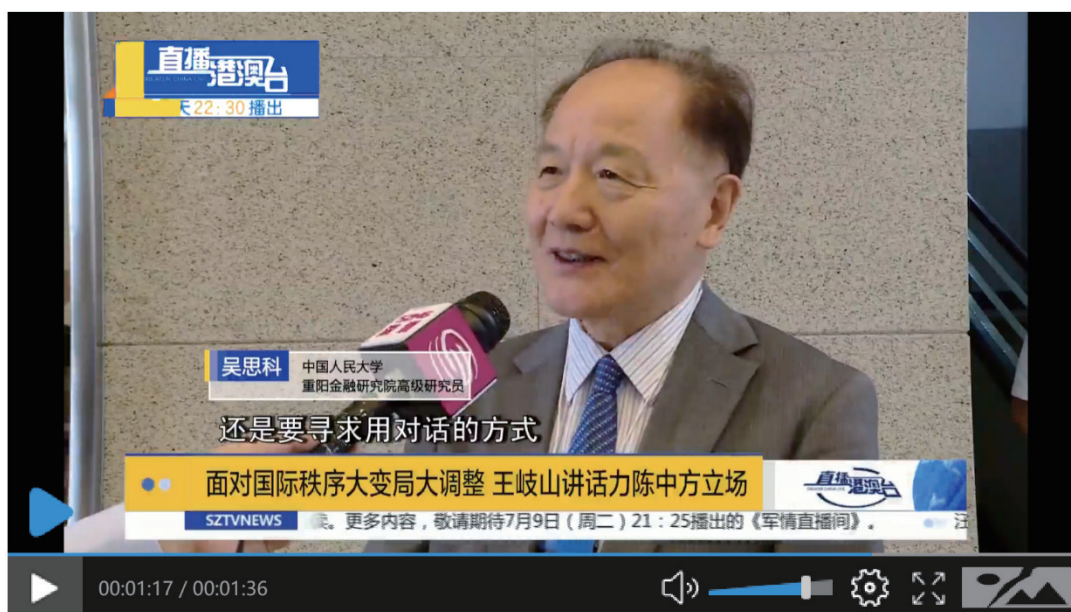 直播港澳台
天22:30播出
吴思科
中国人民大学
重阳金融研究院高级研究员
还是要寻求用对话的方式
面对国际秩序大变局大调整 王岐山讲话力陈中方立场
直播港澳台
SZTVNEWS
。更多内容，敬请期待7月9日（周二）21：25播出的《军情直播间》。
汪
00:01:17 / 00:01:36